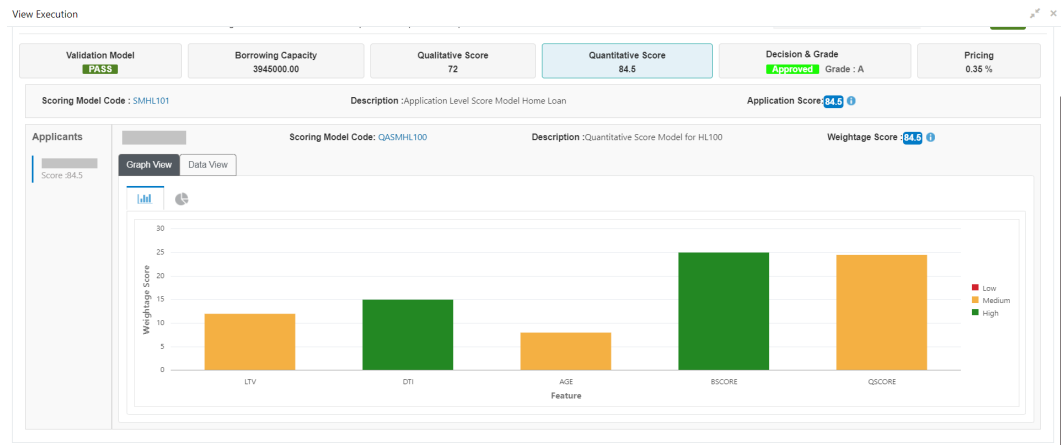 View Execution
Validation Model
PASS
Borrowing Capacity
3945000.00
Qualitative Score
72
Quantitative Score
84.5
Decision & Grade
Approved Grade : A
Pricing
0.35 %
Scoring Model Code : SMHL101
Description :Application Level Score Model Home Loan
Application Score: 84.5
Applicants
Score :84.5
Scoring Model Code: QASMHL100
Description :Quantitative Score Model for HL100
Weightage Score : 84.5
Graph View
Data View
Weightage Score
30
25
20
15
10
5
0
LTV
DTI
AGE
BSCORE
QSCORE
Feature
Low
Medium
High